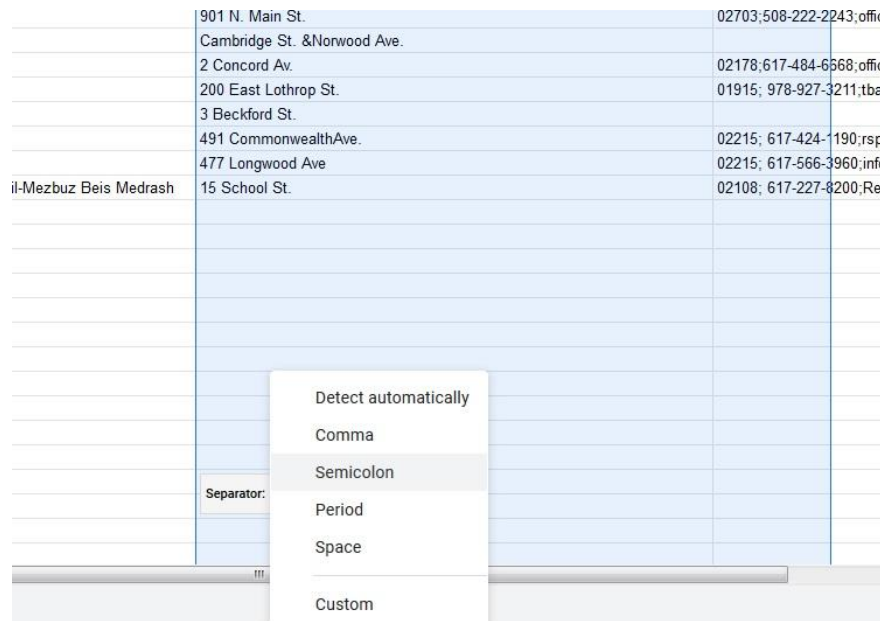 901 N. Main St. 02703;508-222-2243;offic
Cambridge St. &Norwood Ave.
2 Concord Av. 02178;617-484-6668;offic
200 East Lothrop St. 01915; 978-927-3211;tba
3 Beckford St.
491 CommonwealthAve. 02215; 617-424-1190;rsp
477 Longwood Ave 02215; 617-566-3960;info
il-Mezbuz Beis Medrash 15 School St. 02108; 617-227-8200;Re
Detect automatically
Comma
Semicolon
Separator:
Period
Space
Custom